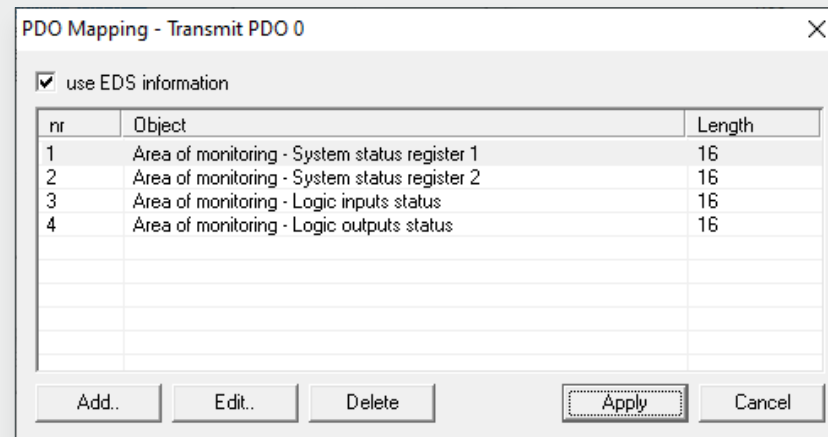 PDO Mapping - Transmit PDO 0
use EDS information
nr Object Length
1 Area of monitoring - System status register 1 16
2 Area of monitoring - System status register 2 16
3 Area of monitoring - Logic inputs status 16
4 Area of monitoring - Logic outputs status 16
Add.. Edit.. Delete Apply Cancel